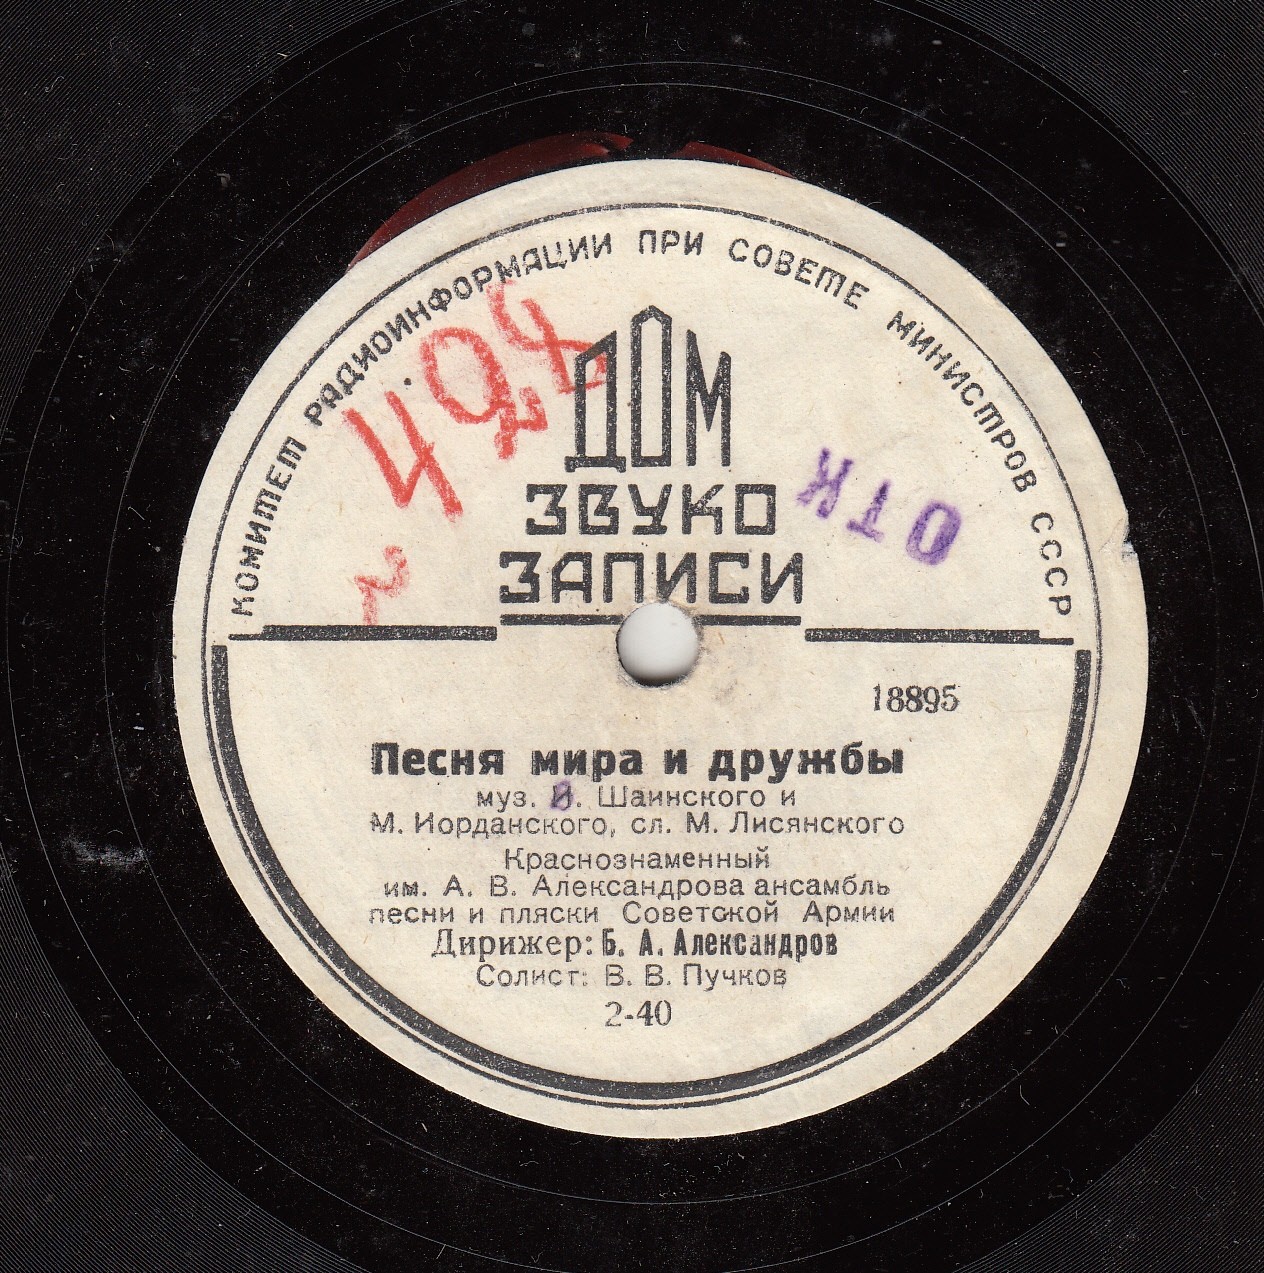 КОМИТЕТ РАДИОИНФОРМАЦИИ ПРИ СОВЕТЕ МИНИСТРОВ СССР
ДОМ
ЗВУКО
ЗАПИСИ
ОТК
18895
Песня мира и дружбы
муз. В. Шаинского и
М. Иорданского, сл. М. Лисянского
Краснознаменный
им. А. В. Александрова ансамбль
песни и пляски Советской Армии
Дирижер: Б. А. Александров
Солист: В. В. Пучков
2-40